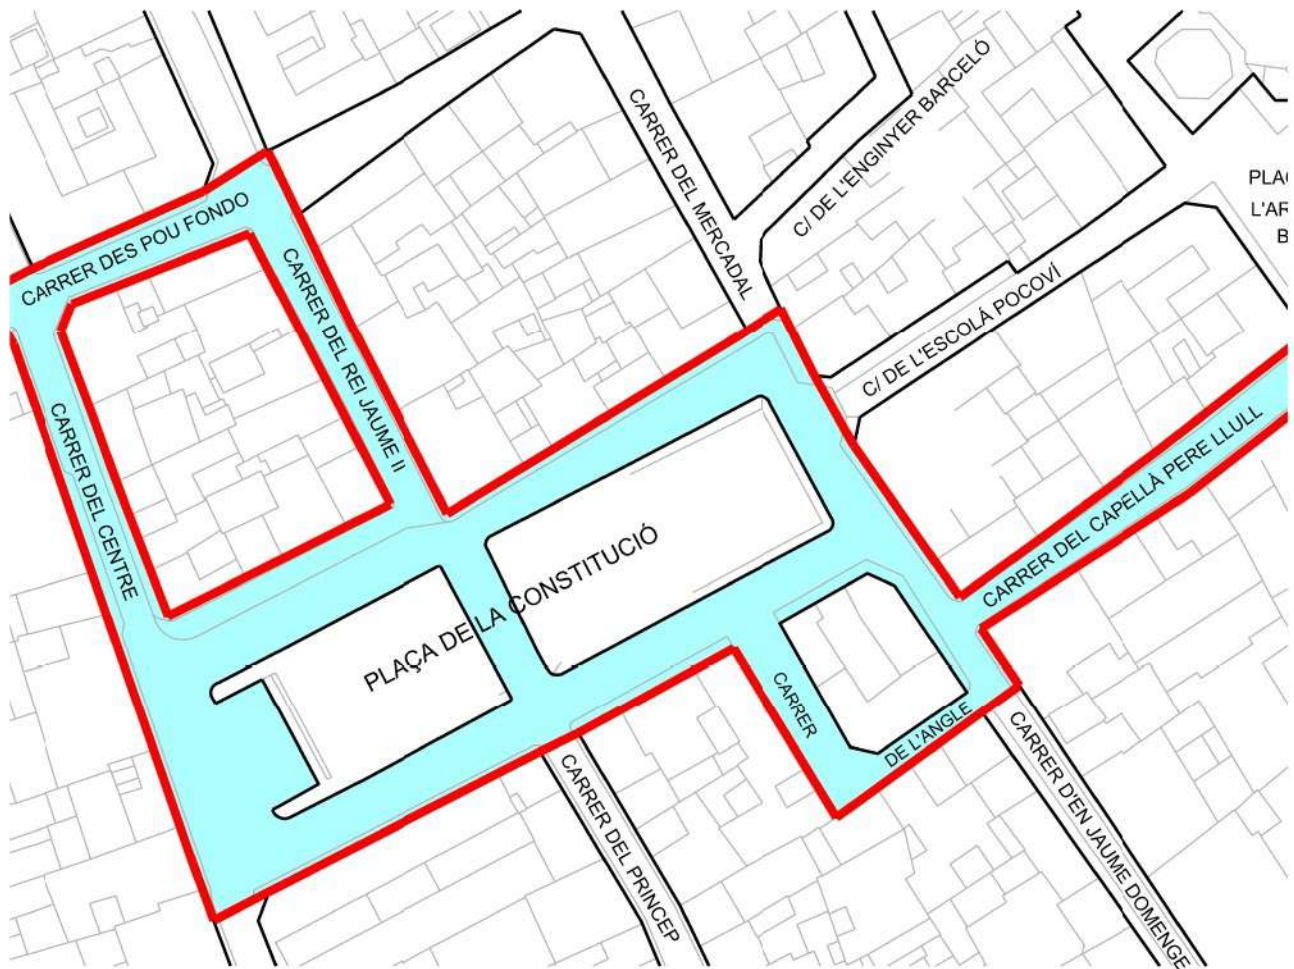 CARRER DEL MERCADAL
C/ DE L'ENGINYER BARCELÓ
PLAÇ
L'AR
B
CARRER DES POU FONDO
CARRER DEL REI JAUME II
C/ DE L'ESCOLÀ POCOVÍ
CARRER DEL CENTRE
CARRER DEL CAPELLÀ PERE LLULL
PLAÇA DE LA CONSTITUCIÓ
CARRER
DE L'ANGLE
CARRER DEL PRINCEP
CARRER D'EN JAUME DOMENGE